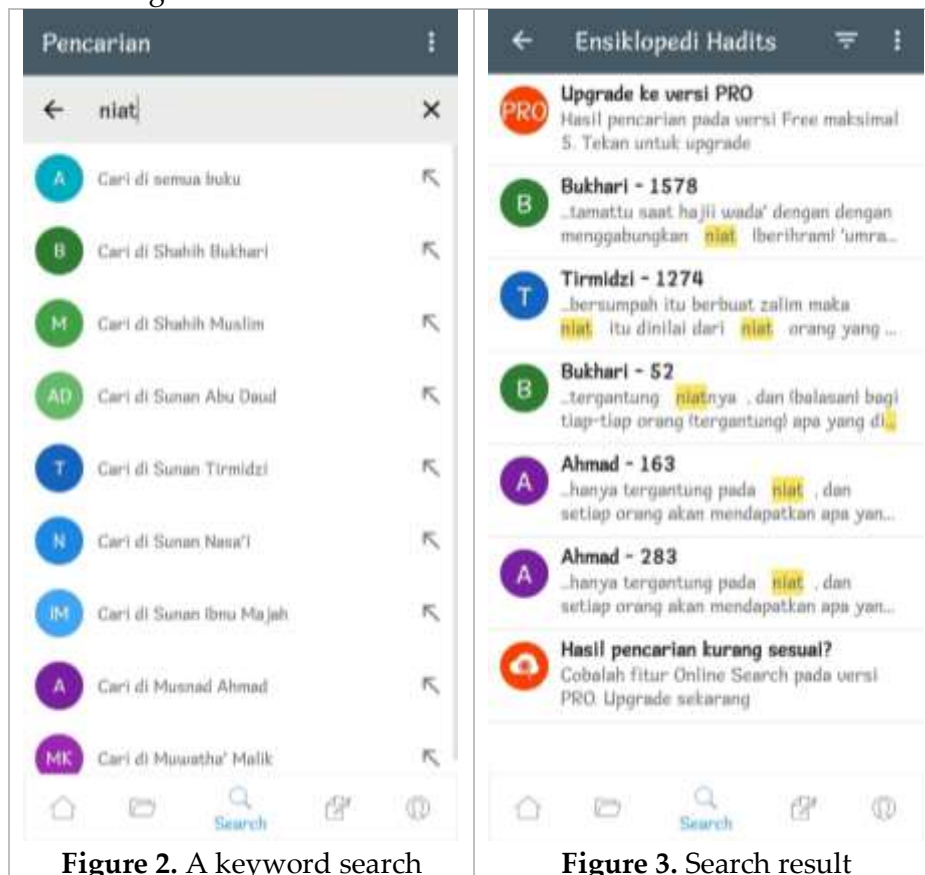 Pencarian
niat
A Cari di semua buku
B Cari di Shahih Bukhari
M Cari di Shahih Muslim
AD Cari di Sunan Abu Daud
T Cari di Sunan Tirmidzi
N Cari di Sunan Nasa'i
IM Cari di Sunan Ibnu Majah
A Cari di Musnad Ahmad
MK Cari di Muwatha' Malik
Search
Figure 2. A keyword search
Ensiklopedi Hadits
PRO
Upgrade ke versi PRO
Hasil pencarian pada versi Free maksimal
5. Tekan untuk upgrade
B
Bukhari - 1578
..tamattu saat hajii wada' dengan dengan
menggabungkan niat (berihram) 'umra...
T
Tirmidzi - 1274
..bersumpah itu berbuat zalim maka
niat itu dinilai dari niat orang yang ...
B
Bukhari - 52
..tergantung niatnya , dan (balasan) bagi
tiap-tiap orang (tergantung) apa yang di...
A
Ahmad - 163
..hanya tergantung pada niat , dan
setiap orang akan mendapatkan apa yan...
A
Ahmad - 283
..hanya tergantung pada niat , dan
setiap orang akan mendapatkan apa yan...
Hasil pencarian kurang sesuai?
Cobalah fitur Online Search pada versi
PRO. Upgrade sekarang
Search
Figure 3. Search result